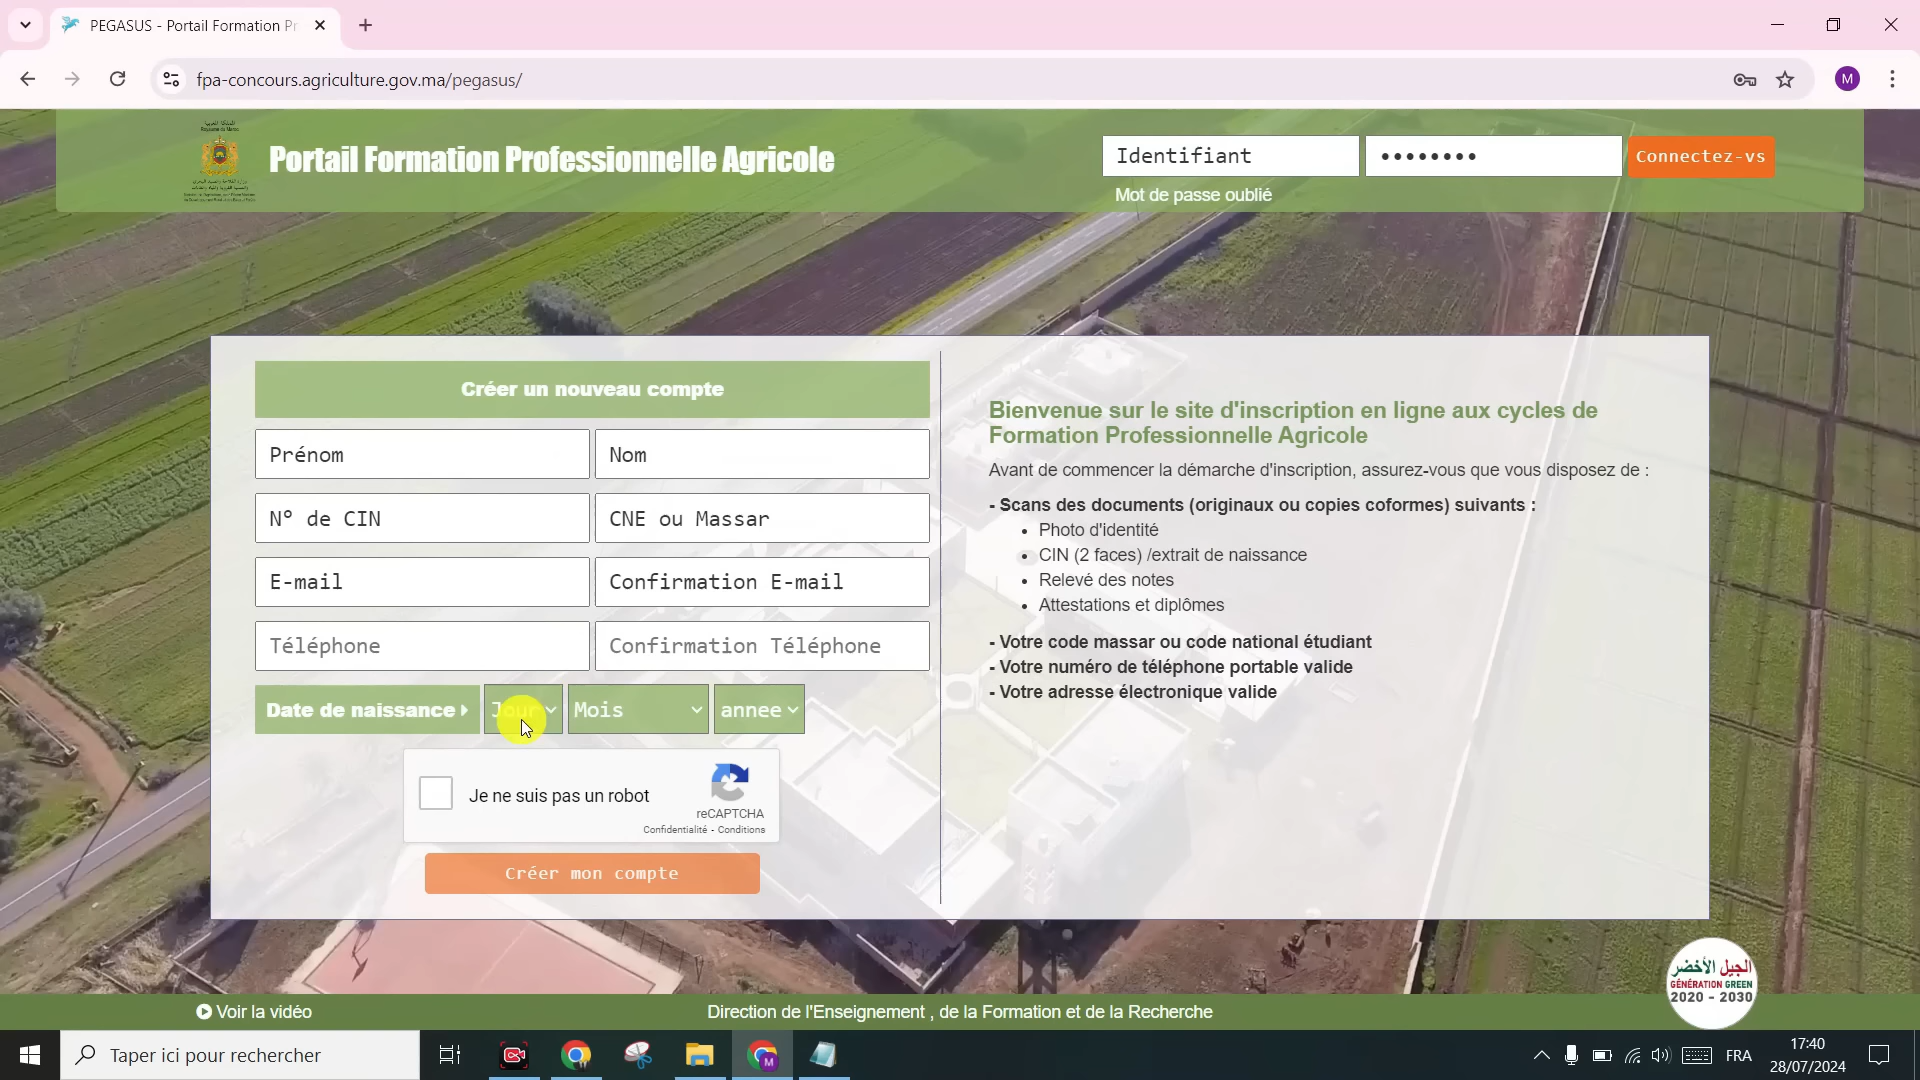 PEGASUS - Portail Formation Pr
fpa-concours.agriculture.gov.ma/pegasus/
M
المملكة المغربية
Royaume du Maroc
Portail Formation Professionnelle Agricole
Identifiant
••••••••
Connectez-vs
Mot de passe oublié
Créer un nouveau compte
Prénom
Nom
N° de CIN
CNE ou Massar
E-mail
Confirmation E-mail
Téléphone
Confirmation Téléphone
Date de naissance
Jour
Mois
annee
Je ne suis pas un robot
reCAPTCHA
Confidentialité - Conditions
Créer mon compte
Bienvenue sur le site d'inscription en ligne aux cycles de
Formation Professionnelle Agricole
Avant de commencer la démarche d'inscription, assurez-vous que vous disposez de :
- Scans des documents (originaux ou copies coformes) suivants :
• Photo d'identité
• CIN (2 faces) /extrait de naissance
• Relevé des notes
• Attestations et diplômes
- Votre code massar ou code national étudiant
- Votre numéro de téléphone portable valide
- Votre adresse électronique valide
الجيل الأخضر
GÉNÉRATION GREEN
2020 - 2030
Voir la vidéo
Direction de l'Enseignement , de la Formation et de la Recherche
Taper ici pour rechercher
M
FRA
17:40
28/07/2024